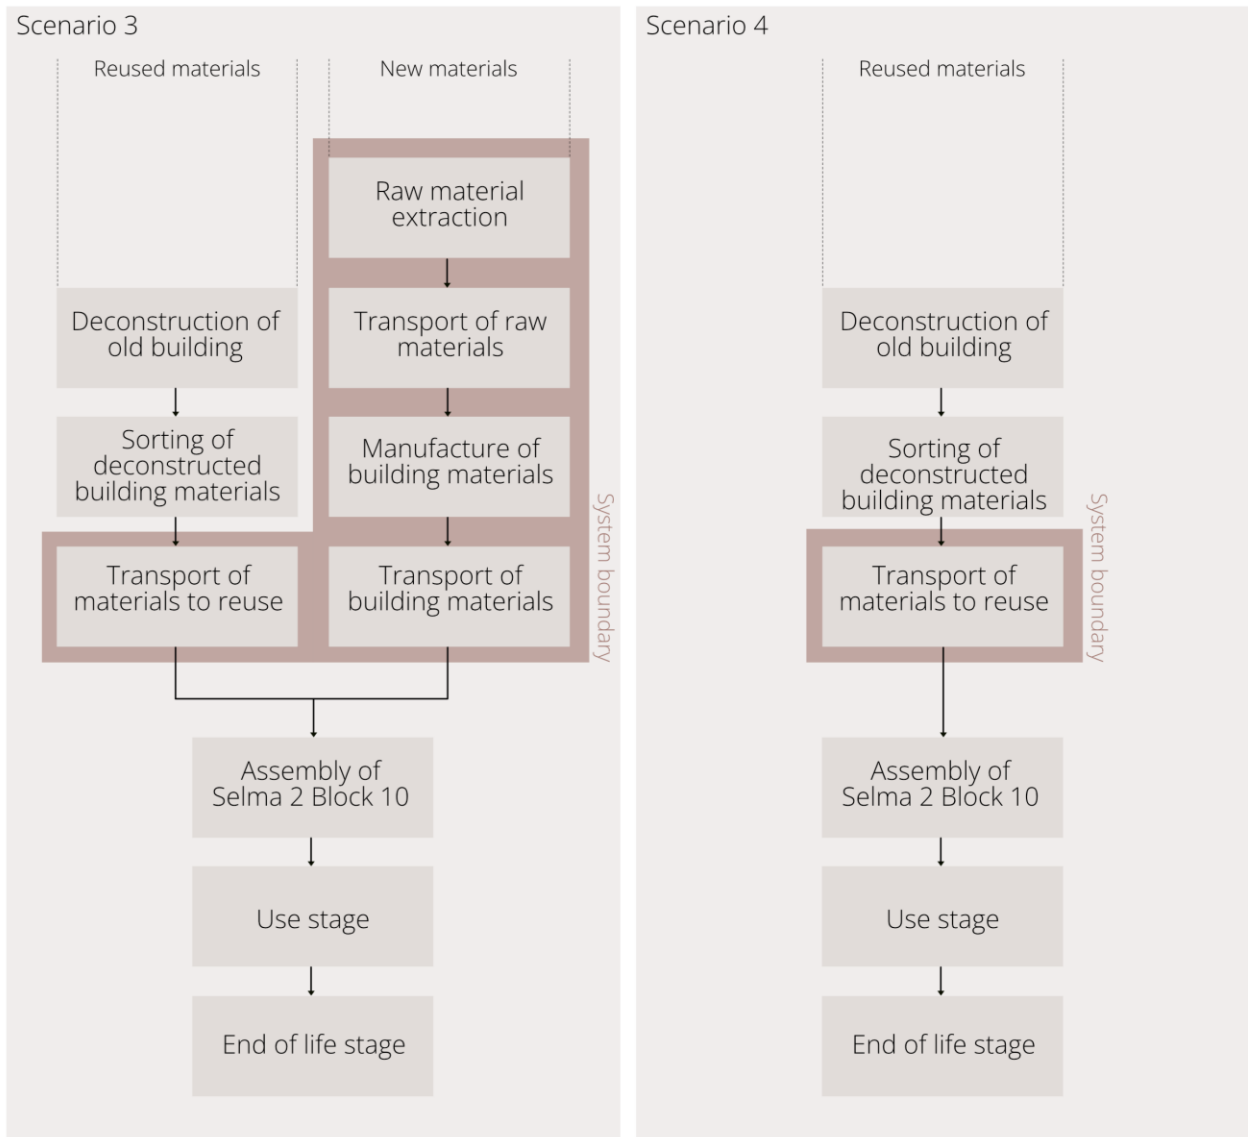 Scenario 3
Reused materials
New materials
Raw material
extraction
Deconstruction of
old building
Transport of raw
materials
Sorting of
deconstructed
building materials
Manufacture of
building materials
Transport of
materials to reuse
Transport of
building materials
System boundary
Assembly of
Selma 2 Block 10
Use stage
End of life stage
Scenario 4
Reused materials
Deconstruction of
old building
Sorting of
deconstructed
building materials
Transport of
materials to reuse
System boundary
Assembly of
Selma 2 Block 10
Use stage
End of life stage